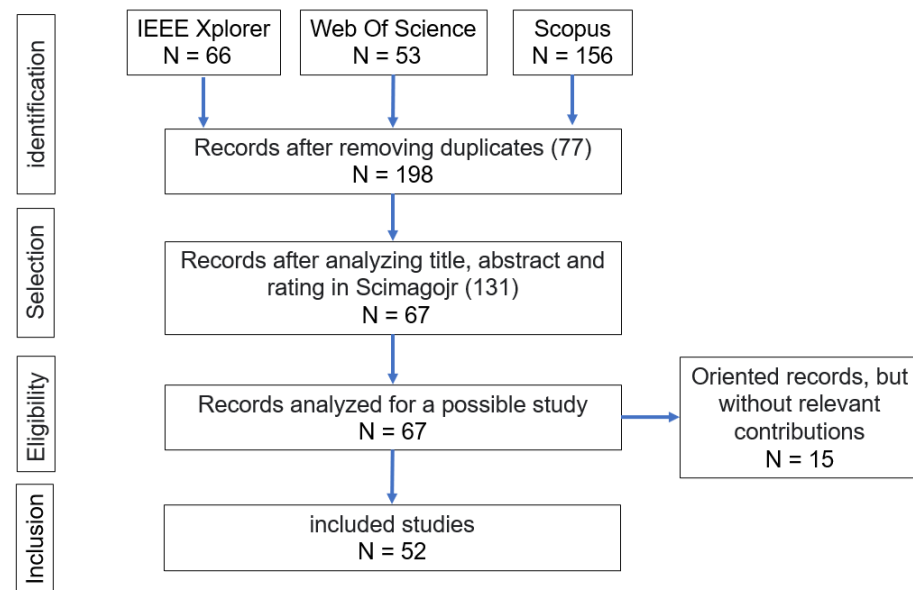 identification
IEEE Xplorer
N = 66
Web Of Science
N = 53
Scopus
N = 156
Records after removing duplicates (77)
N = 198
Selection
Records after analyzing title, abstract and
rating in Scimagojr (131)
N = 67
Eligibility
Records analyzed for a possible study
N = 67
Oriented records, but
without relevant
contributions
N = 15
Inclusion
included studies
N = 52